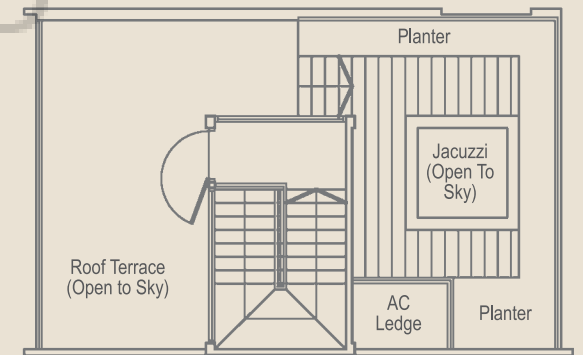 Planter
Jacuzzi
(Open To
Sky)
Roof Terrace
(Open to Sky)
AC
Ledge
Planter